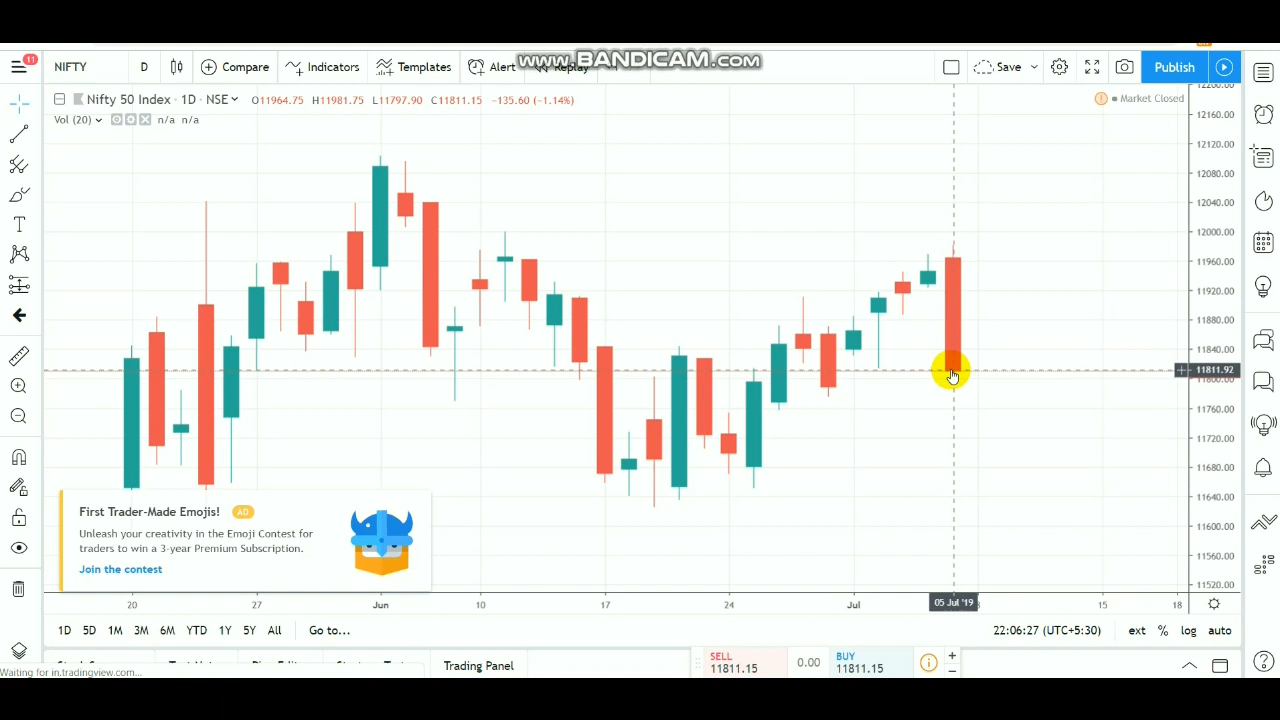 www.BANDICAM.com
11
NIFTY
D
Compare
Indicators
Templates
Alert
Replay
Save
Publish
Nifty 50 Index · 1D · NSE
O11964.75 H11981.75 L11797.90 C11811.15 -135.60 (-1.14%)
Market Closed
Vol (20)
n/a n/a
12200.00
12160.00
12120.00
12080.00
12040.00
12000.00
11960.00
11920.00
11880.00
11840.00
11811.92
11800.00
11760.00
11720.00
11680.00
11640.00
11600.00
11560.00
11520.00
First Trader-Made Emojis! AD
Unleash your creativity in the Emoji Contest for
traders to win a 3-year Premium Subscription.
Join the contest
20 27 Jun 10 17 24 Jul 05 Jul '19 15 18
1D 5D 1M 3M 6M YTD 1Y 5Y All Go to...
22:06:27 (UTC+5:30) ext % log auto
Trading Panel
SELL
11811.15
0.00
BUY
11811.15
Waiting for in.tradingview.com...